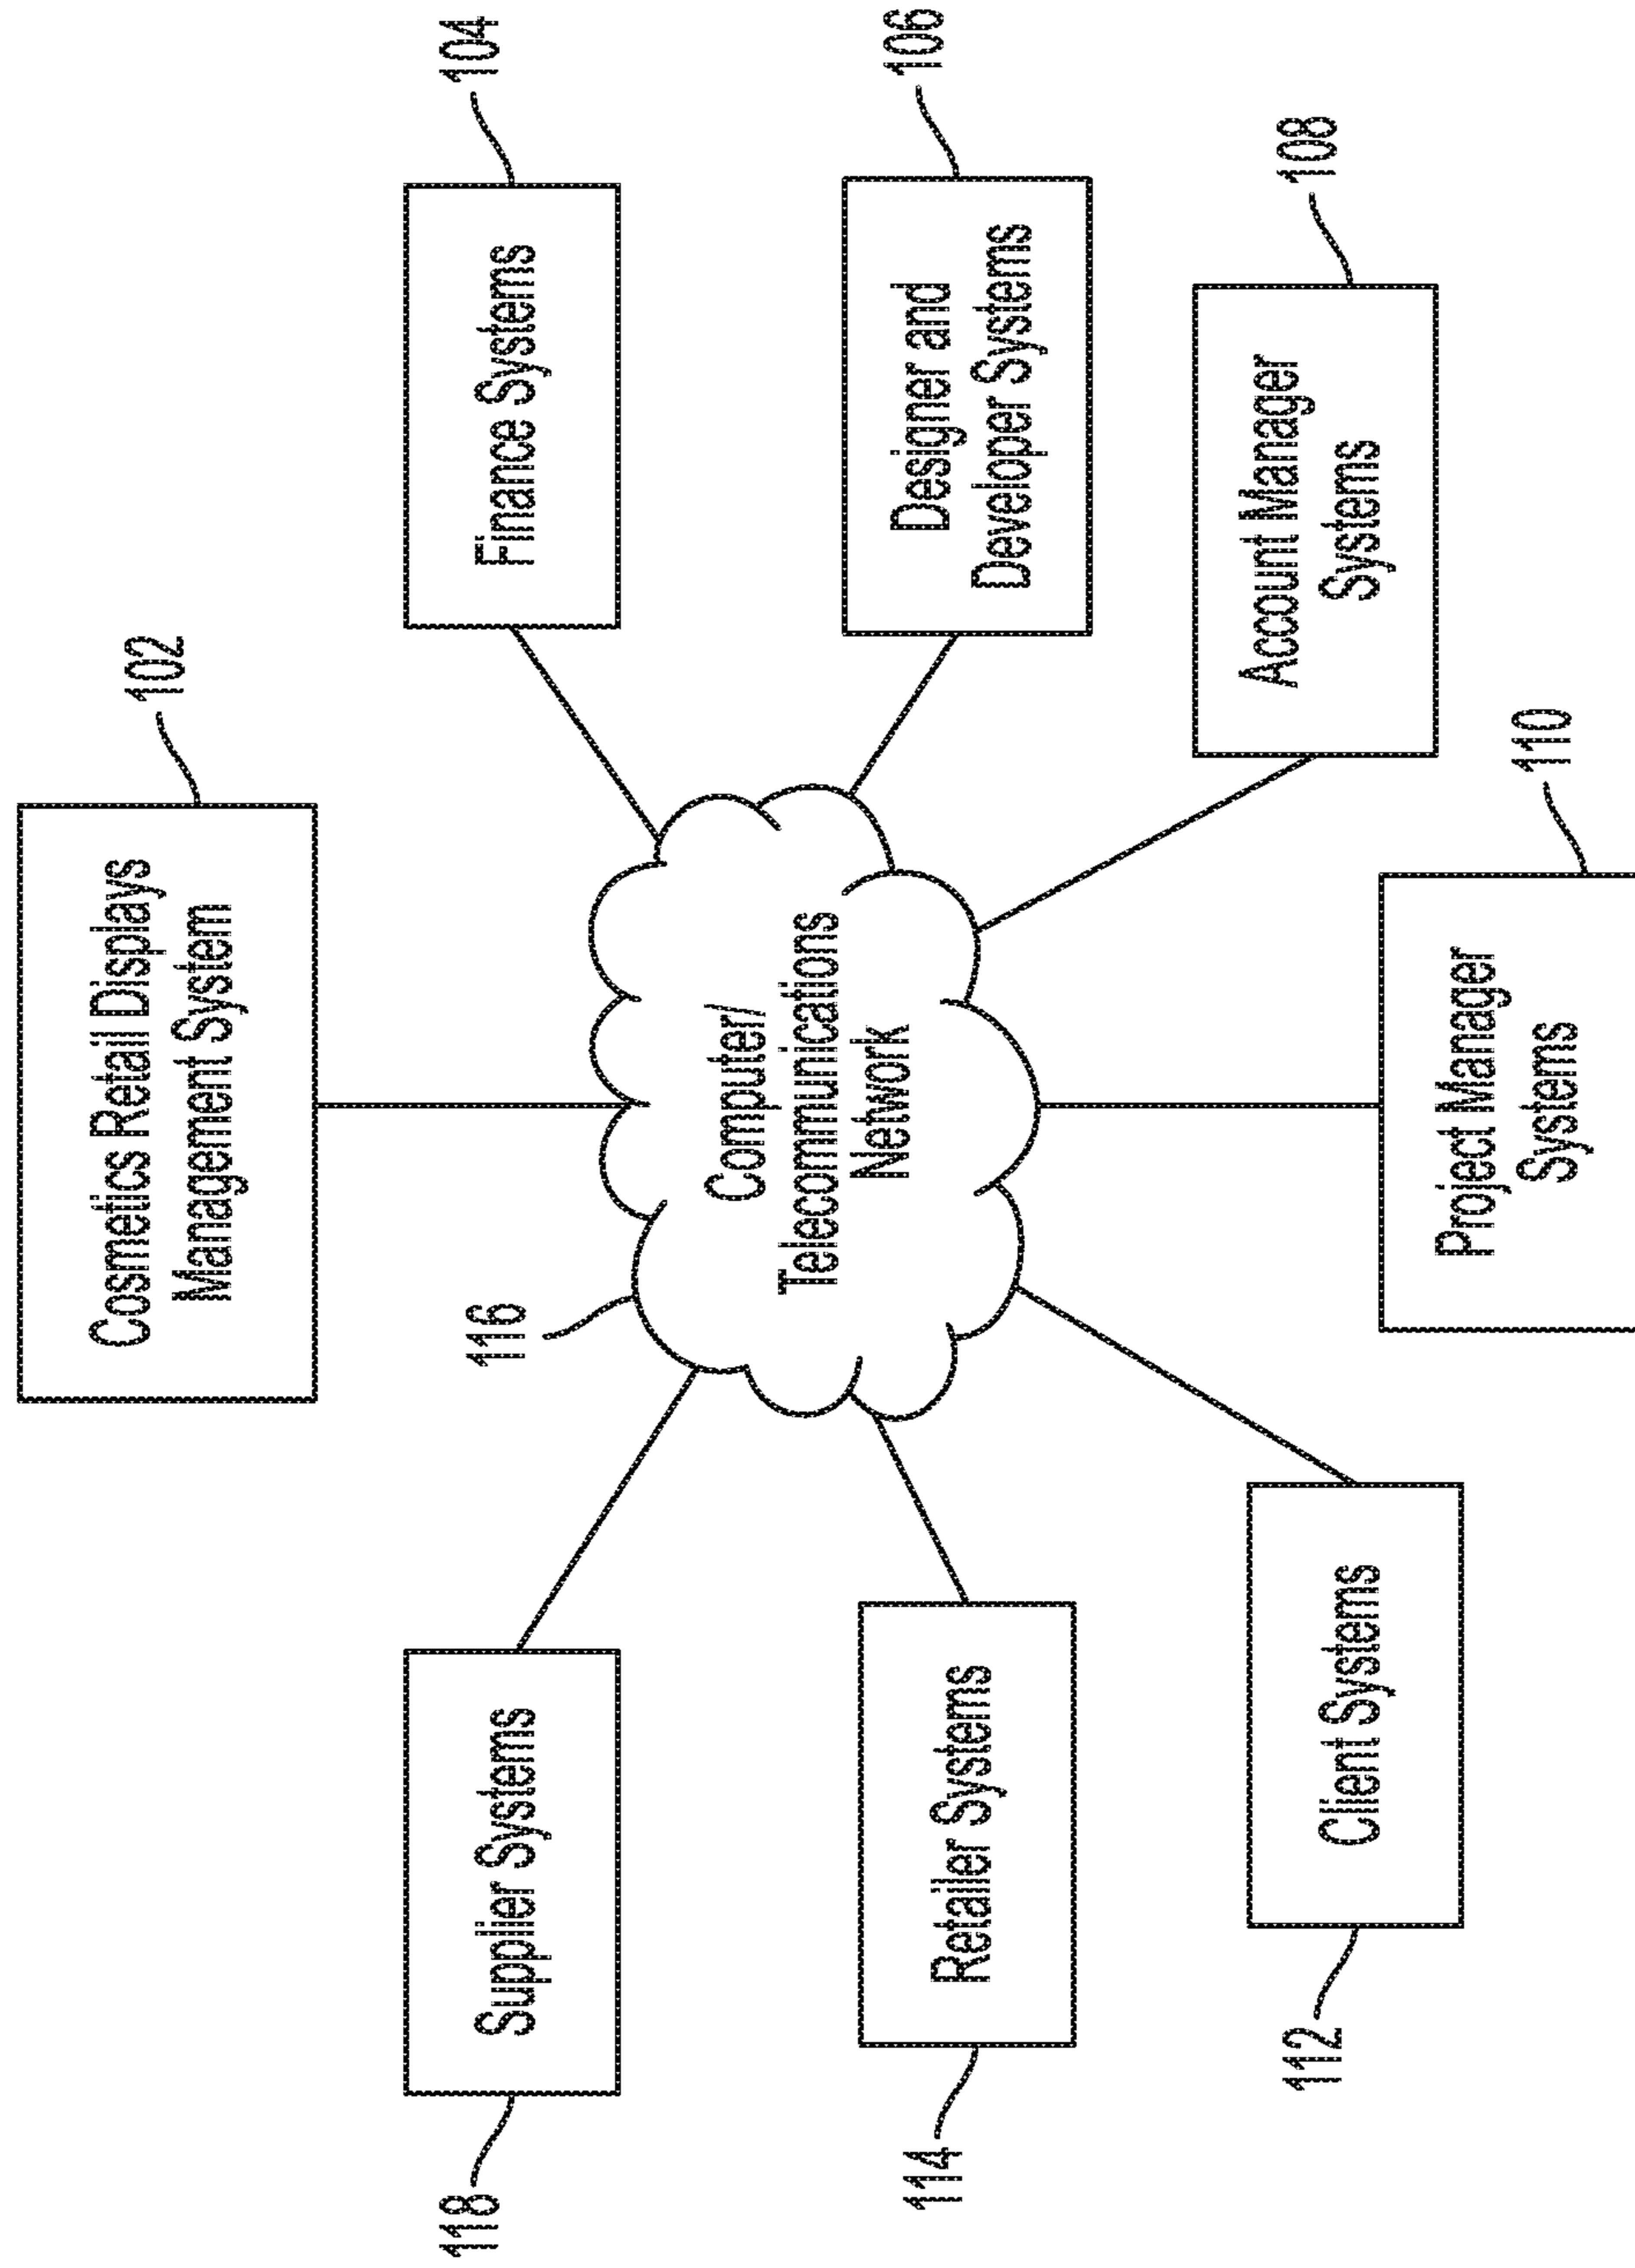 102
Cosmetics Retail Displays
Management System
104
Finance Systems
106
Designer and
Developer Systems
108
Account Manager
Systems
110
Project Manager
Systems
112
Client Systems
114
Retailer Systems
118
Supplier Systems
116
Computer/
Telecommunications
Network